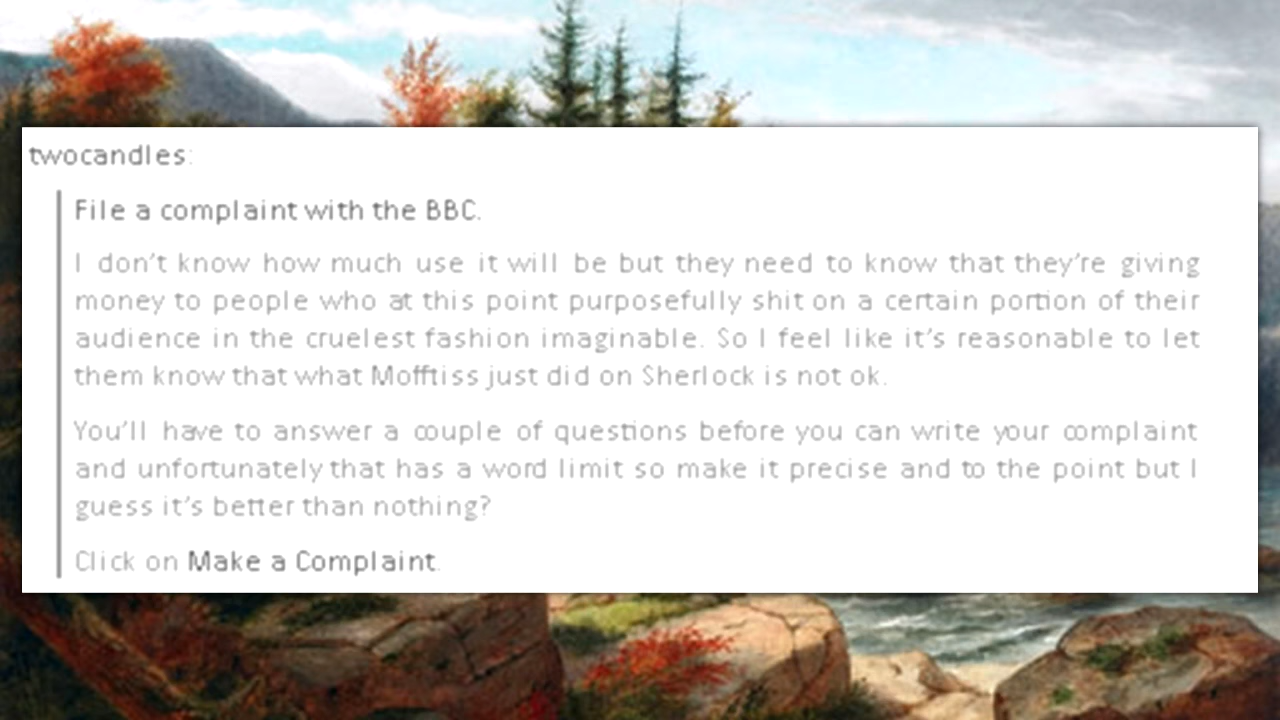 twocandles:
File a complaint with the BBC.
I don't know how much use it will be but they need to know that they're giving
money to people who at this point purposefully shit on a certain portion of their
audience in the cruelest fashion imaginable. So I feel like it's reasonable to let
them know that what Mofftiss just did on Sherlock is not ok.
You'll have to answer a couple of questions before you can write your complaint
and unfortunately that has a word limit so make it precise and to the point but I
guess it's better than nothing?
Click on Make a Complaint.